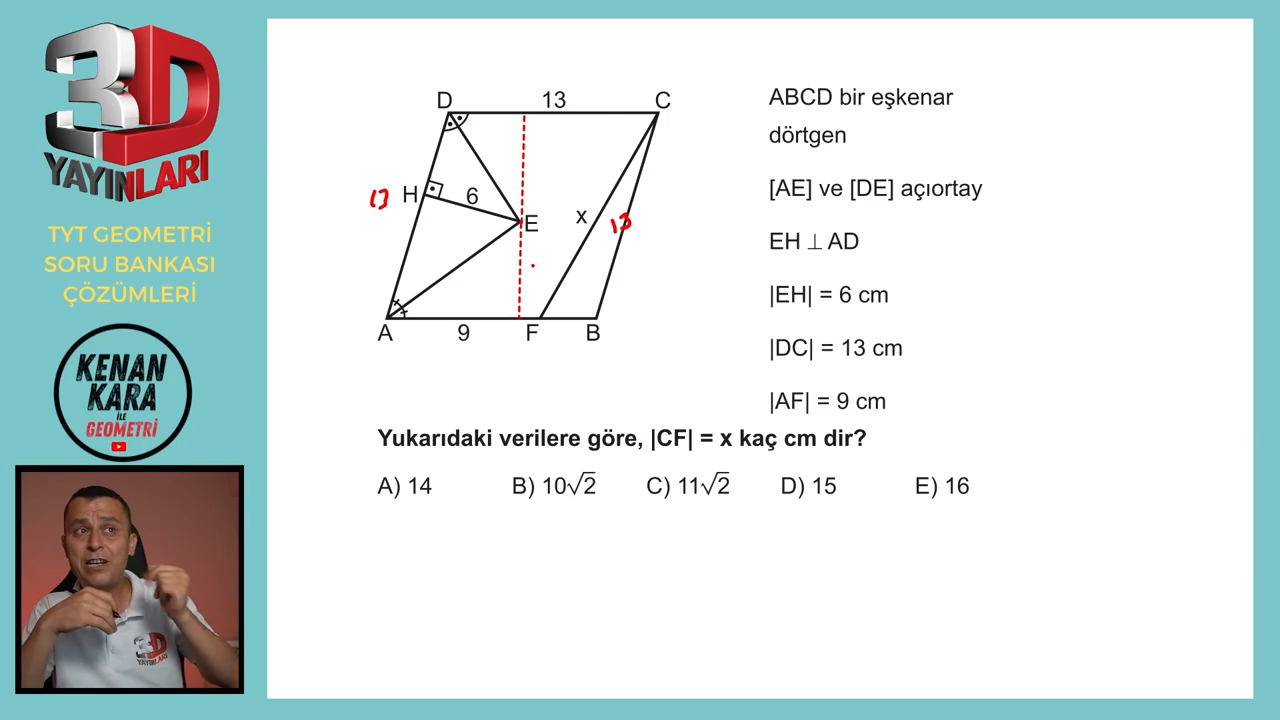 3D
YAYINLARI
TYT GEOMETRİ
SORU BANKASI
ÇÖZÜMLERİ
KENAN
KARA
İLE
GEOMETRİ
3D
YAYINLARI
D 13 C
H 6
13
E
x
13
A 9 F B
ABCD bir eşkenar
dörtgen
[AE] ve [DE] açıortay
EH ⊥ AD
|EH| = 6 cm
|DC| = 13 cm
|AF| = 9 cm
Yukarıdaki verilere göre, |CF| = x kaç cm dir?
A) 14 B) 10√2 C) 11√2 D) 15 E) 16